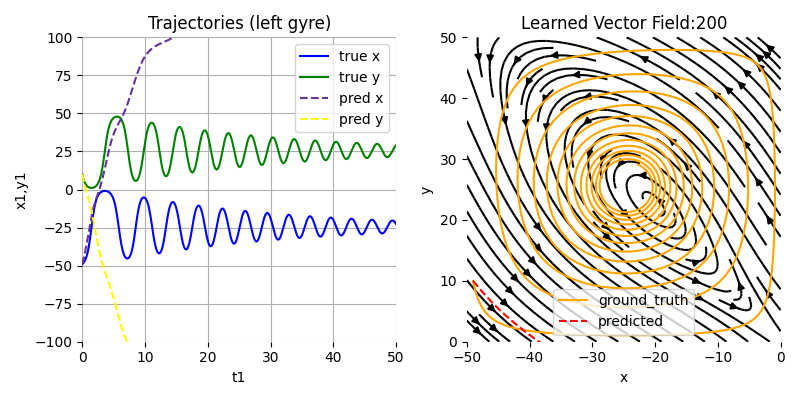 Trajectories (left gyre)
x1,y1
100
75
50
25
0
−25
−50
−75
−100
true x
true y
pred x
pred y
0
10
20
30
40
50
t1
Learned Vector Field:200
y
50
40
30
20
10
0
ground_truth
predicted
−50
−40
−30
−20
−10
0
x